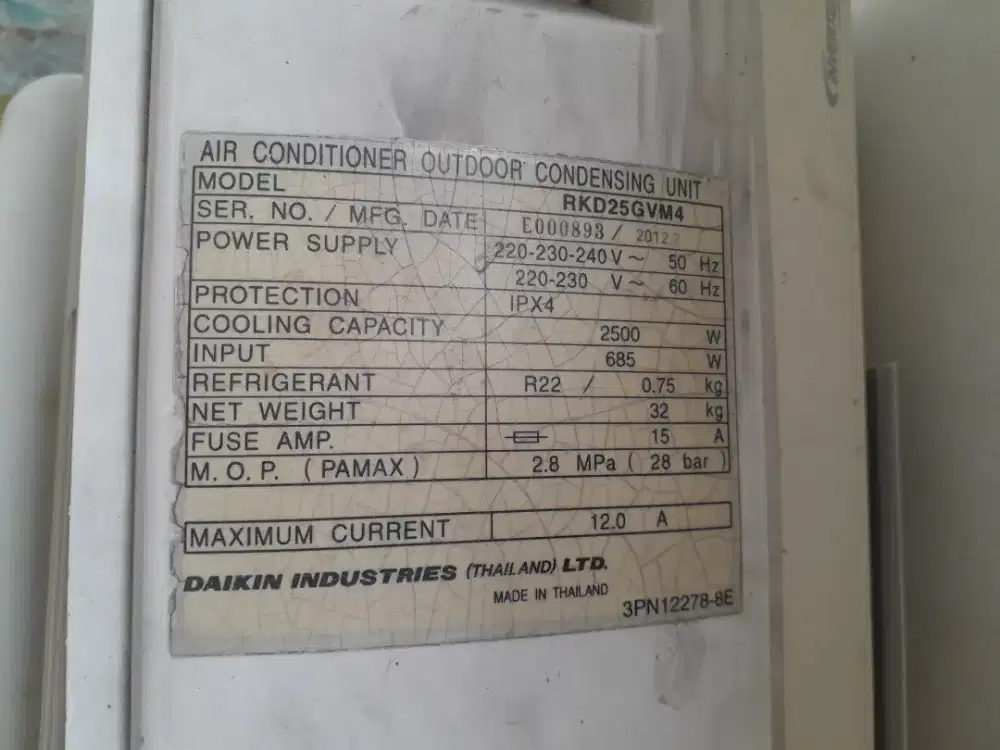 AIR CONDITIONER OUTDOOR CONDENSING UNIT
MODEL RKD25GVM4
SER. NO. / MFG. DATE E000893 / 2012
POWER SUPPLY 220-230-240 V ~ 50 Hz
220-230 V ~ 60 Hz
PROTECTION IPX4
COOLING CAPACITY 2500 W
INPUT 685 W
REFRIGERANT R22 / 0.75 kg
NET WEIGHT 32 kg
FUSE AMP. 15 A
M. O. P. ( PAMAX ) 2.8 MPa ( 28 bar )
MAXIMUM CURRENT 12.0 A
DAIKIN INDUSTRIES (THAILAND) LTD.
MADE IN THAILAND
3PN12278-8E